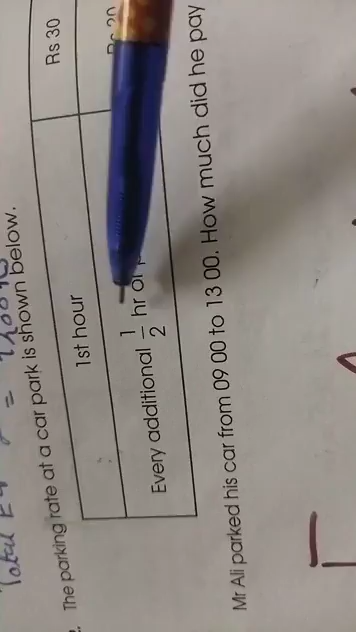 The parking rate at a car park is shown below.
1st hour Rs 30
Every additional 1/2 hr or
Mr Ali parked his car from 09 00 to 13 00. How much did he pay